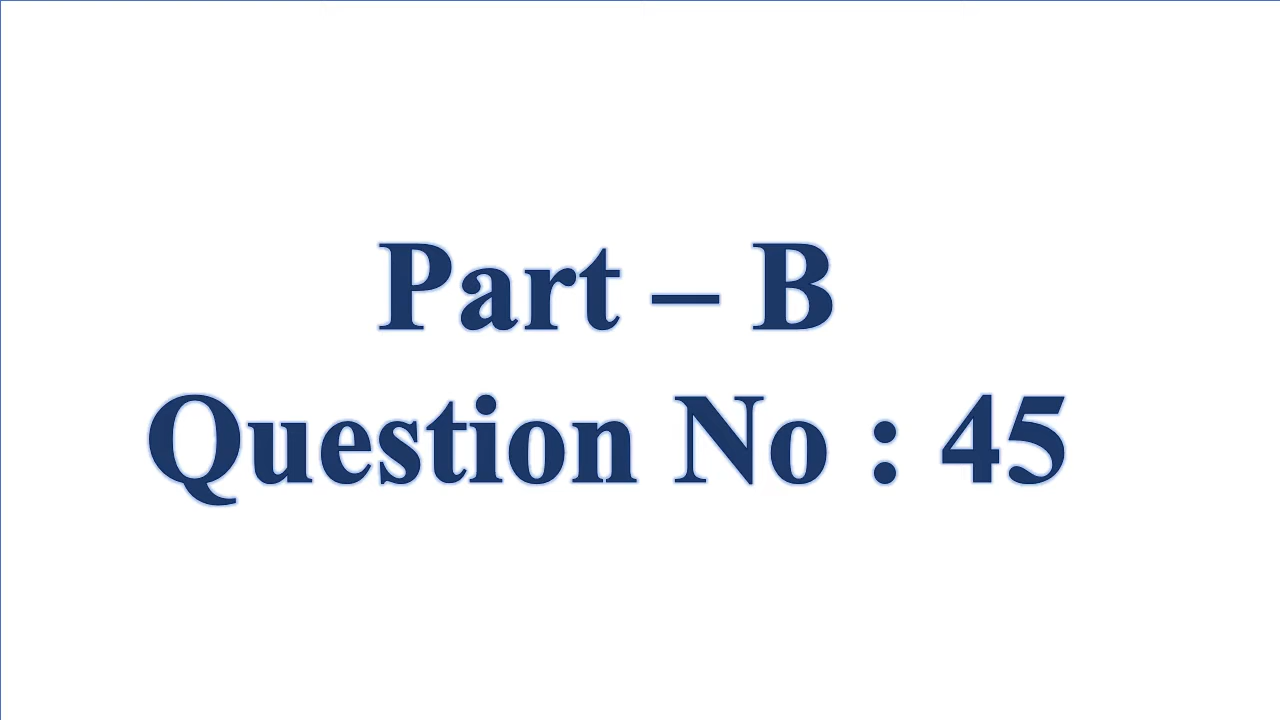 Part – B
Question No : 45